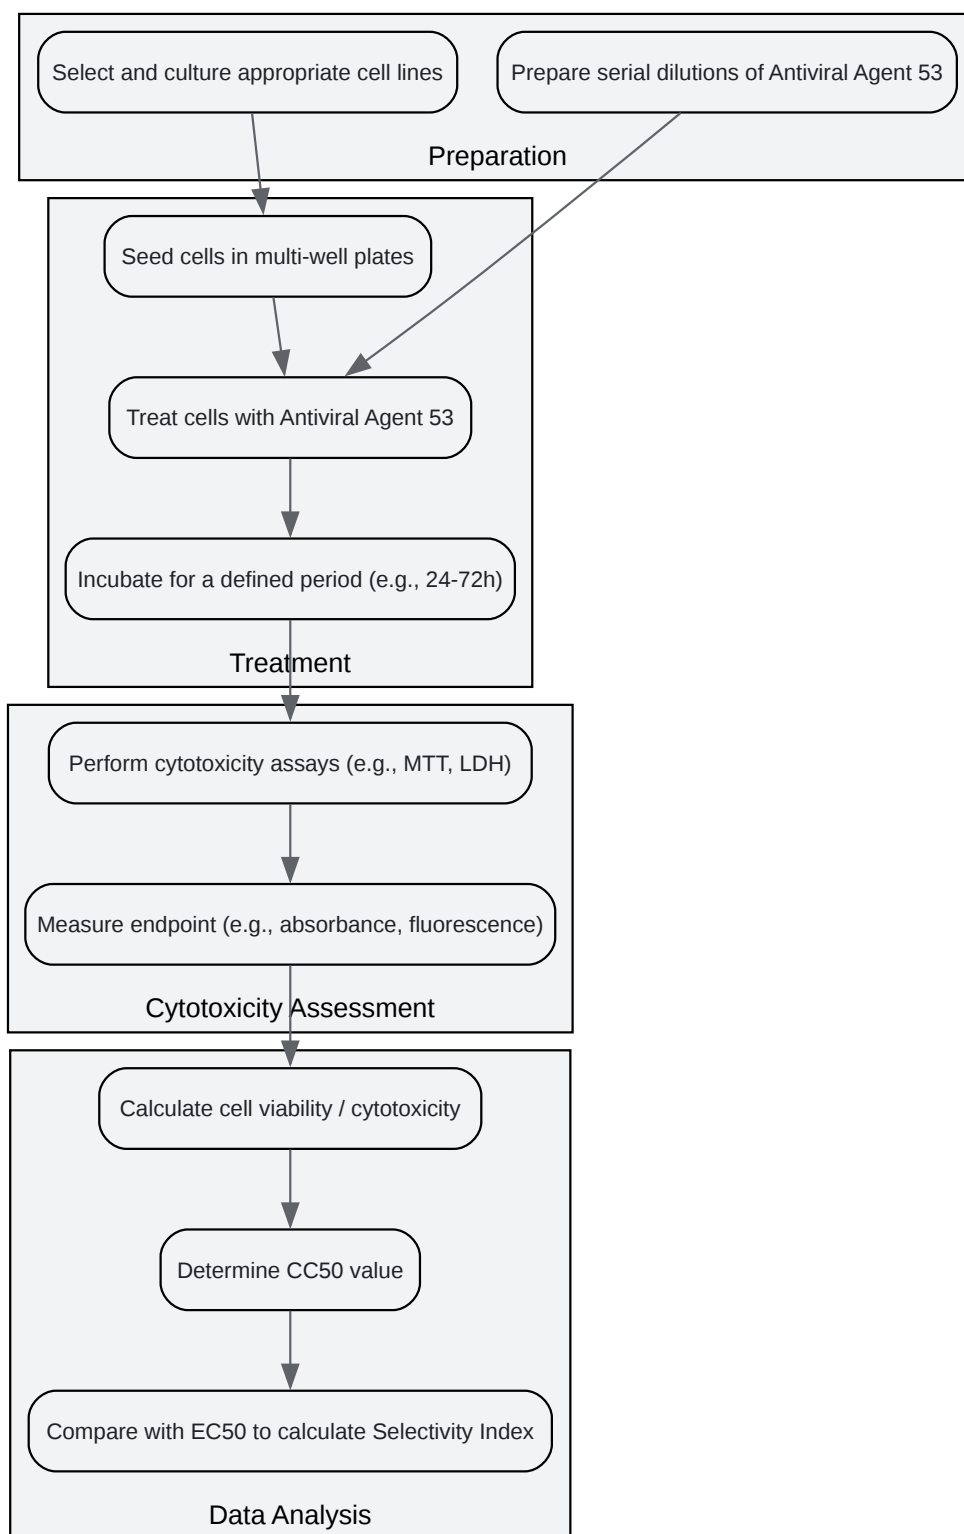 Select and culture appropriate cell lines
Prepare serial dilutions of Antiviral Agent 53
Preparation
Seed cells in multi-well plates
Treat cells with Antiviral Agent 53
Incubate for a defined period (e.g., 24-72h)
Treatment
Perform cytotoxicity assays (e.g., MTT, LDH)
Measure endpoint (e.g., absorbance, fluorescence)
Cytotoxicity Assessment
Calculate cell viability / cytotoxicity
Determine CC50 value
Compare with EC50 to calculate Selectivity Index
Data Analysis